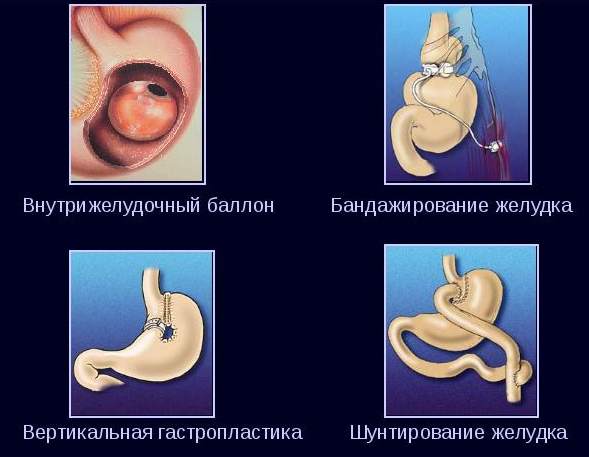 Внутрижелудочный баллон
Бандажирование желудка
Вертикальная гастропластика
Шунтирование желудка